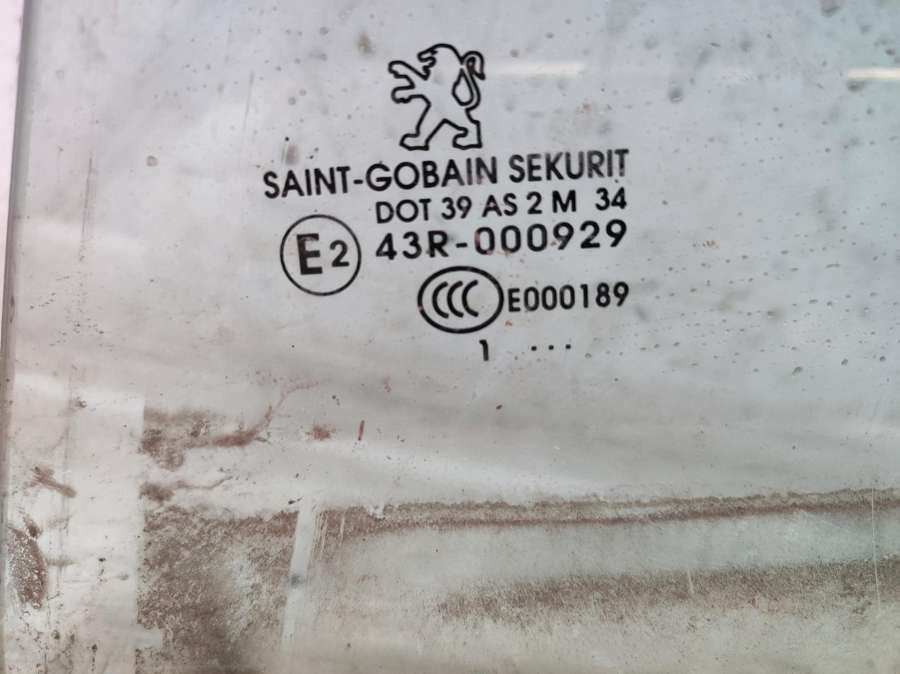 SAINT-GOBAIN SEKURIT
DOT 39 AS 2 M 34
E2 43R-000929
CCC E000189
1 ...